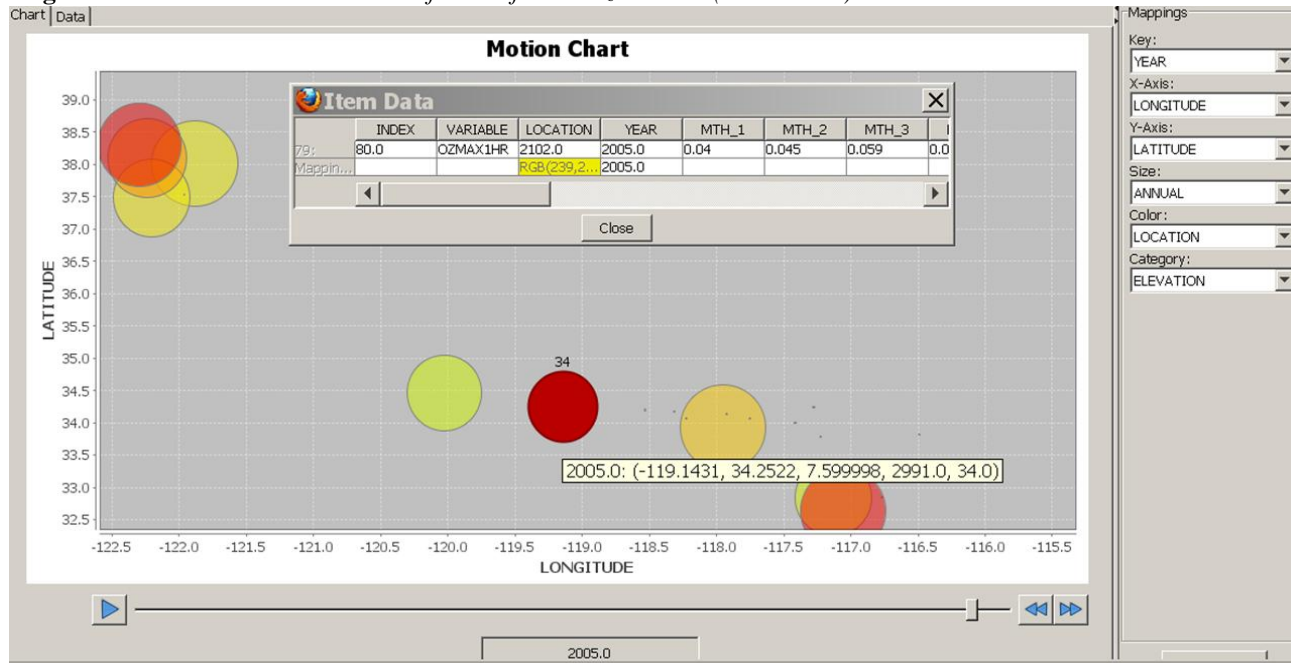 Chart Data
Motion Chart
39.0
38.5
38.0
37.5
37.0
36.5
36.0
35.5
35.0
34.5
34.0
33.5
33.0
32.5
LATITUDE
-122.5 -122.0 -121.5 -121.0 -120.5 -120.0 -119.5 -119.0 -118.5 -118.0 -117.5 -117.0 -116.5 -116.0 -115.5
LONGITUDE
Item Data
INDEX VARIABLE LOCATION YEAR MTH_1 MTH_2 MTH_3
79: 80.0 OZMAX1HR 2102.0 2005.0 0.04 0.045 0.059 0.0
Mappin... RGB(239,2... 2005.0
Close
34
2005.0: (-119.1431, 34.2522, 7.599998, 2991.0, 34.0)
2005.0
Mappings
Key:
YEAR
X-Axis:
LONGITUDE
Y-Axis:
LATITUDE
Size:
ANNUAL
Color:
LOCATION
Category:
ELEVATION